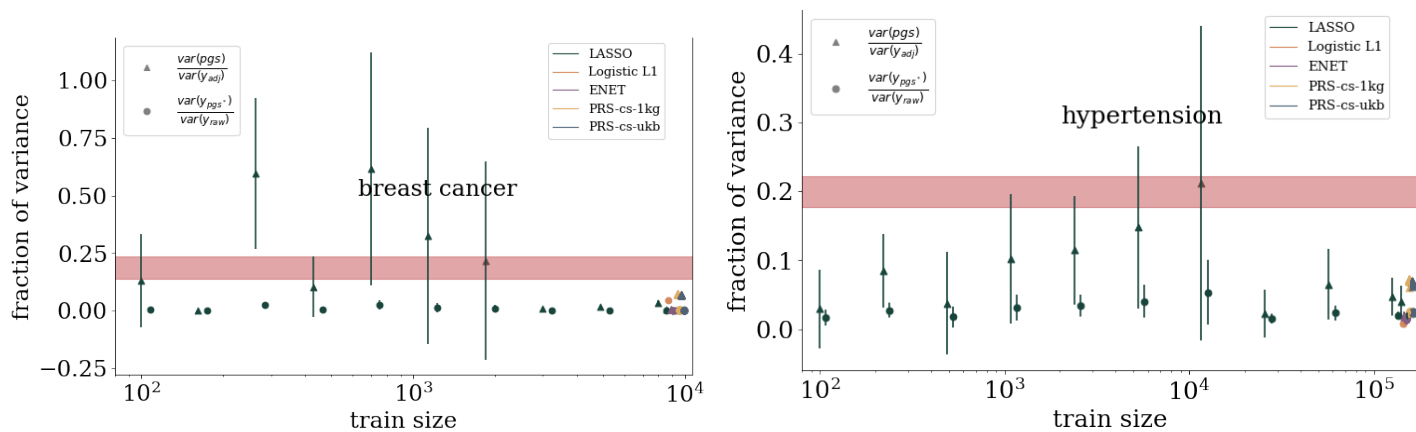 fraction of variance
1.00
0.75
0.50
0.25
0.00
−0.25
var(pgs)
var(y_adj)
var(y_pgs·)
var(y_raw)
LASSO
Logistic L1
ENET
PRS-cs-1kg
PRS-cs-ukb
breast cancer
10^2
10^3
10^4
train size
fraction of variance
0.4
0.3
0.2
0.1
0.0
var(pgs)
var(y_adj)
var(y_pgs·)
var(y_raw)
LASSO
Logistic L1
ENET
PRS-cs-1kg
PRS-cs-ukb
hypertension
10^2
10^3
10^4
10^5
train size